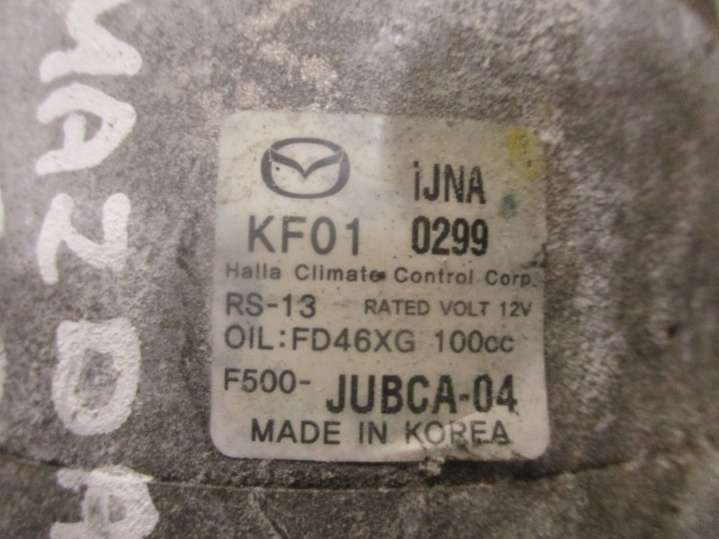 MAZDA
iJNA
KF01 0299
Halla Climate Control Corp.
RS-13 RATED VOLT 12V
OIL:FD46XG 100cc
F500- JUBCA-04
MADE IN KOREA